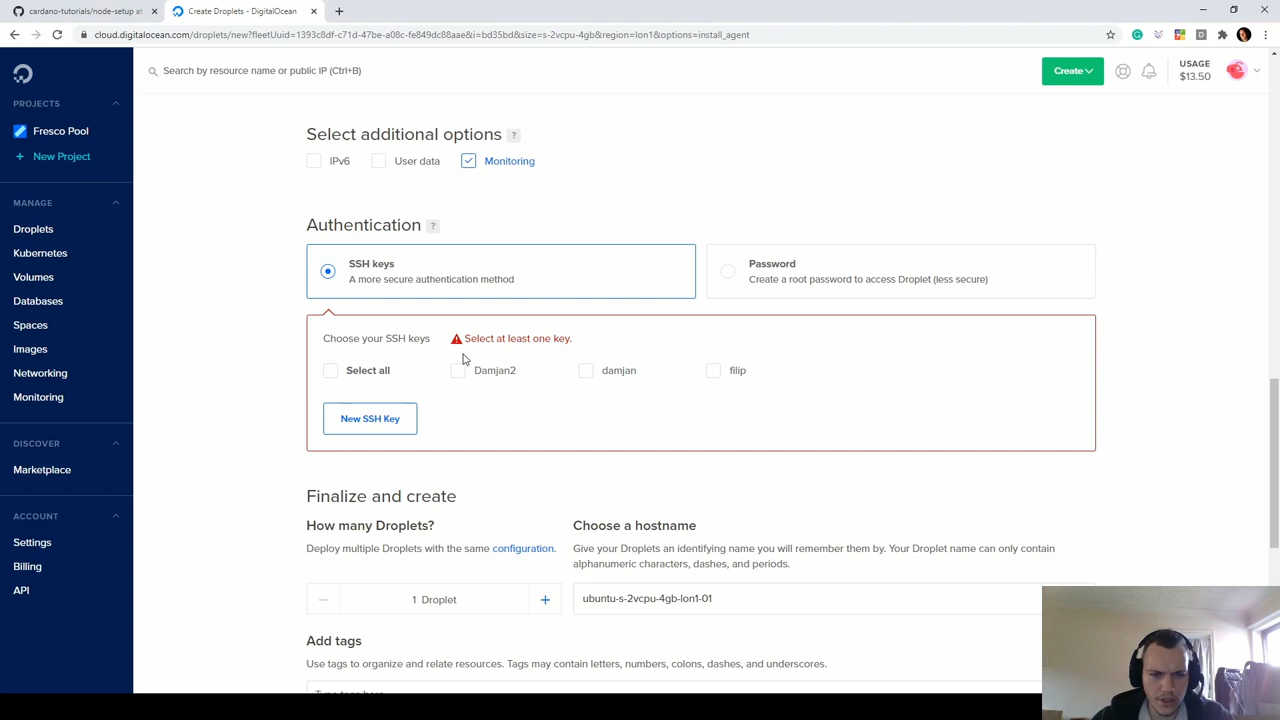 cardano-tutorials/node-setup at
Create Droplets - DigitalOcean
cloud.digitalocean.com/droplets/new?fleetUuid=1393c8df-c71d-47be-a08c-fe849dc88aae&i=bd35bd&size=s-2vcpu-4gb&region=lon1&options=install_agent
Search by resource name or public IP (Ctrl+B)
Create
USAGE
$13.50
PROJECTS
Fresco Pool
+ New Project
MANAGE
Droplets
Kubernetes
Volumes
Databases
Spaces
Images
Networking
Monitoring
DISCOVER
Marketplace
ACCOUNT
Settings
Billing
API
Select additional options ?
IPv6 User data Monitoring
Authentication ?
SSH keys
A more secure authentication method
Password
Create a root password to access Droplet (less secure)
Choose your SSH keys Select at least one key.
Select all Damjan2 damjan filip
New SSH Key
Finalize and create
How many Droplets?
Deploy multiple Droplets with the same configuration.
1 Droplet
Choose a hostname
Give your Droplets an identifying name you will remember them by. Your Droplet name can only contain
alphanumeric characters, dashes, and periods.
ubuntu-s-2vcpu-4gb-lon1-01
Add tags
Use tags to organize and relate resources. Tags may contain letters, numbers, colons, dashes, and underscores.
Type tags here